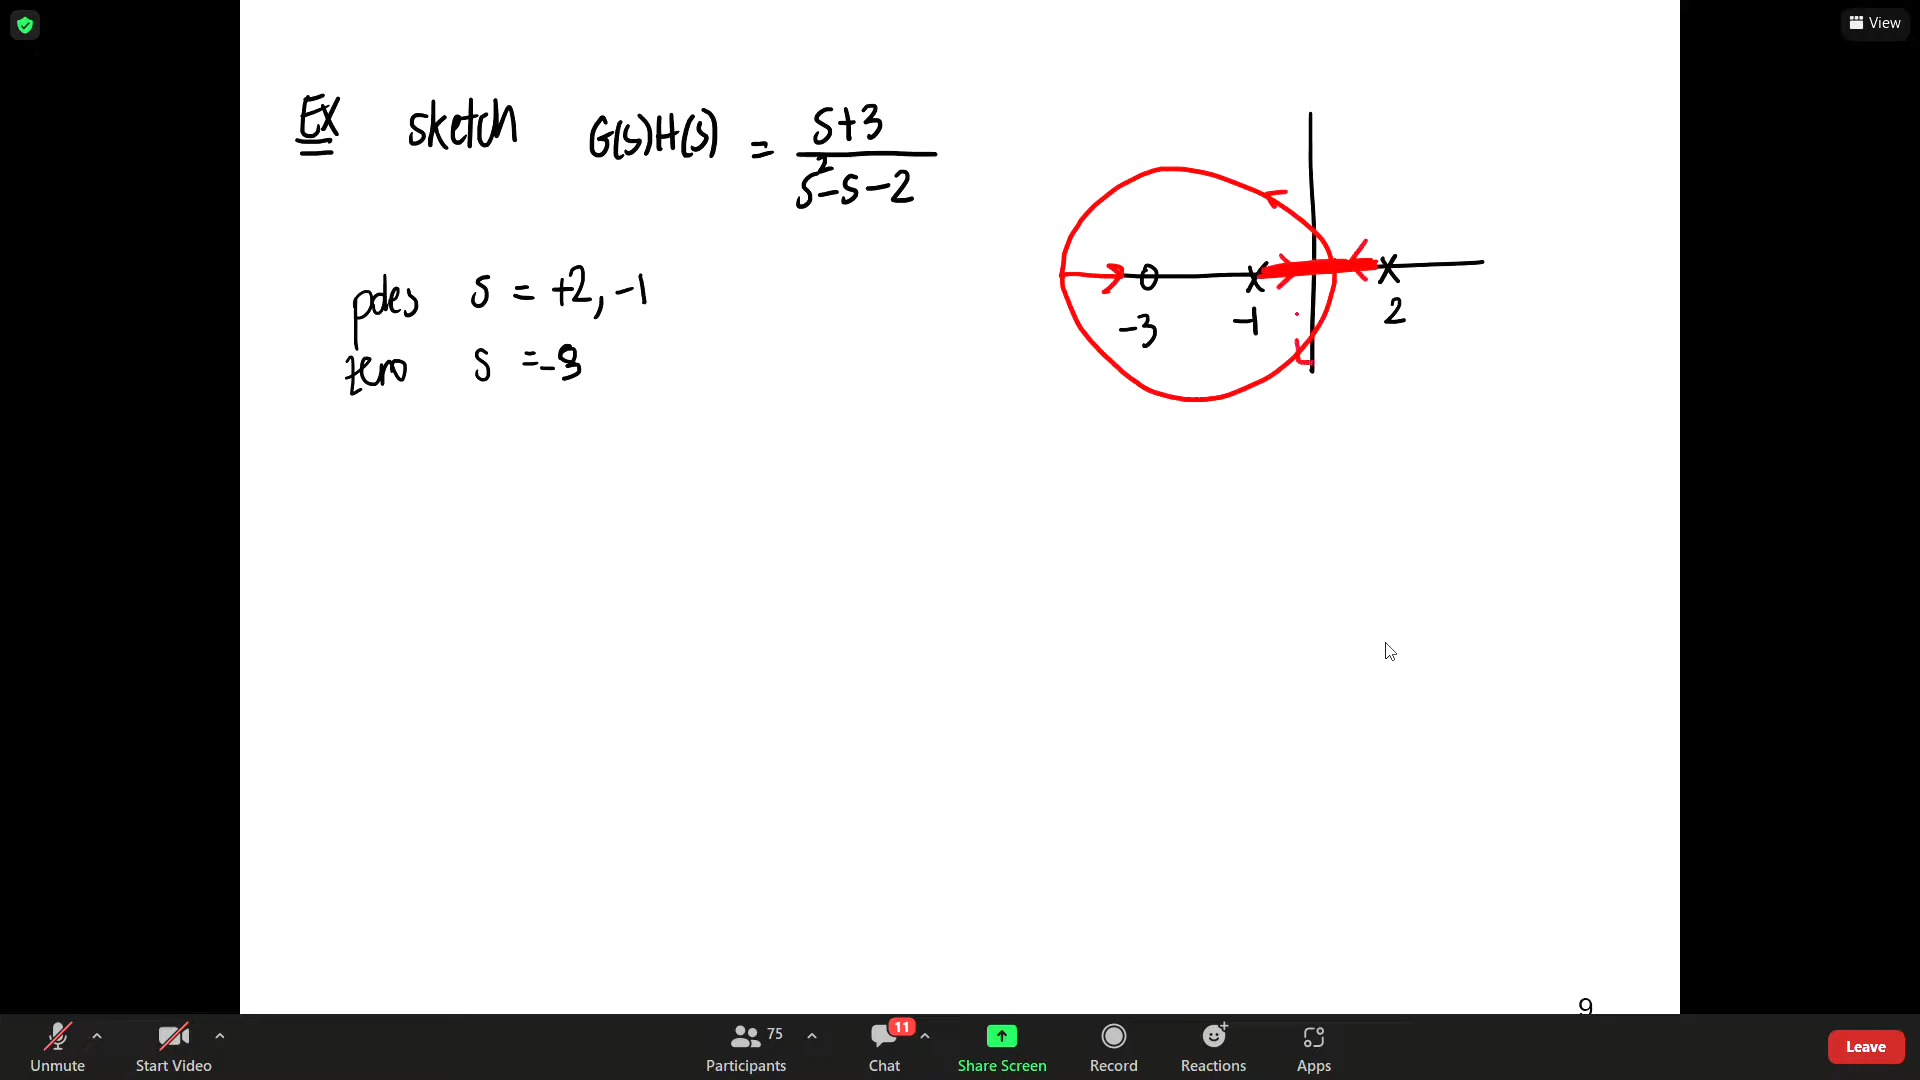 View
EX sketch G(s)H(s) = s+3
s²-s-2
poles s = +2, -1
zero s = -3
-3 -1 2
9
75
11
Unmute Start Video Participants Chat Share Screen Record Reactions Apps Leave